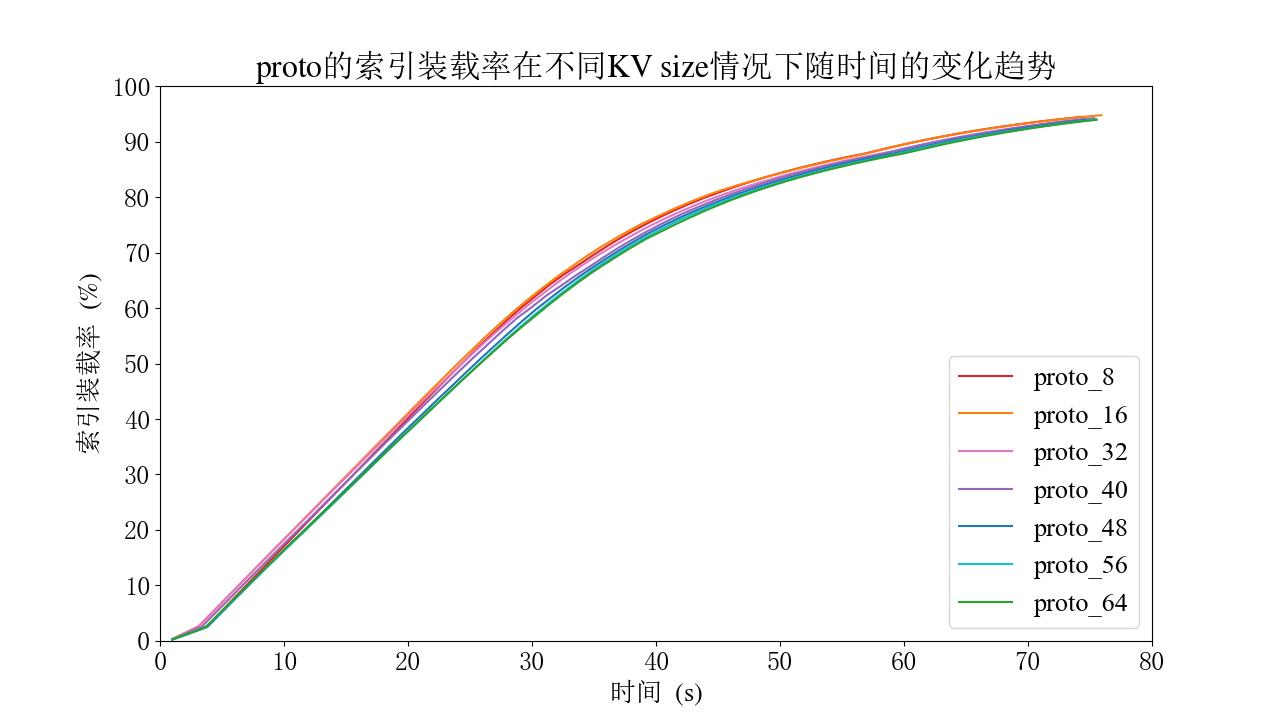 proto的索引装载率在不同KV size情况下随时间的变化趋势
100
90
80
70
60
50
40
30
20
10
0
索引装载率 (%)
proto_8
proto_16
proto_32
proto_40
proto_48
proto_56
proto_64
0 10 20 30 40 50 60 70 80
时间 (s)